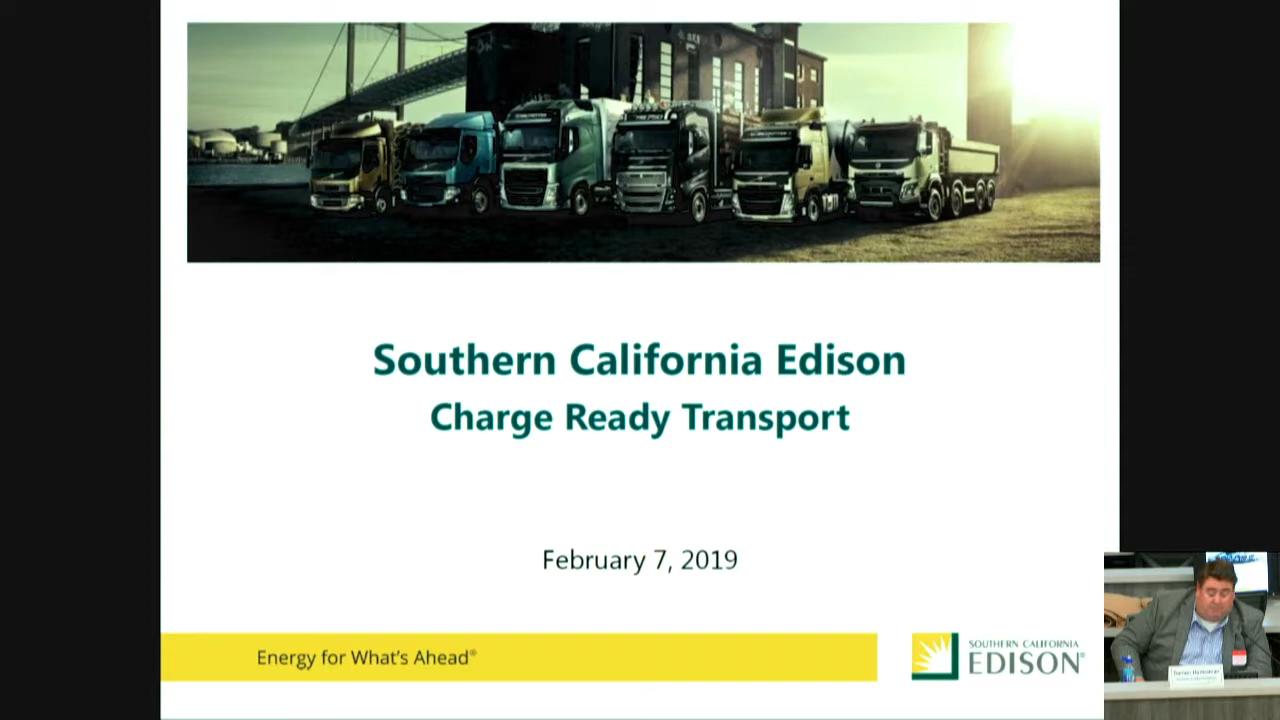 Southern California Edison
Charge Ready Transport
February 7, 2019
Energy for What's Ahead®
SOUTHERN CALIFORNIA
EDISON®